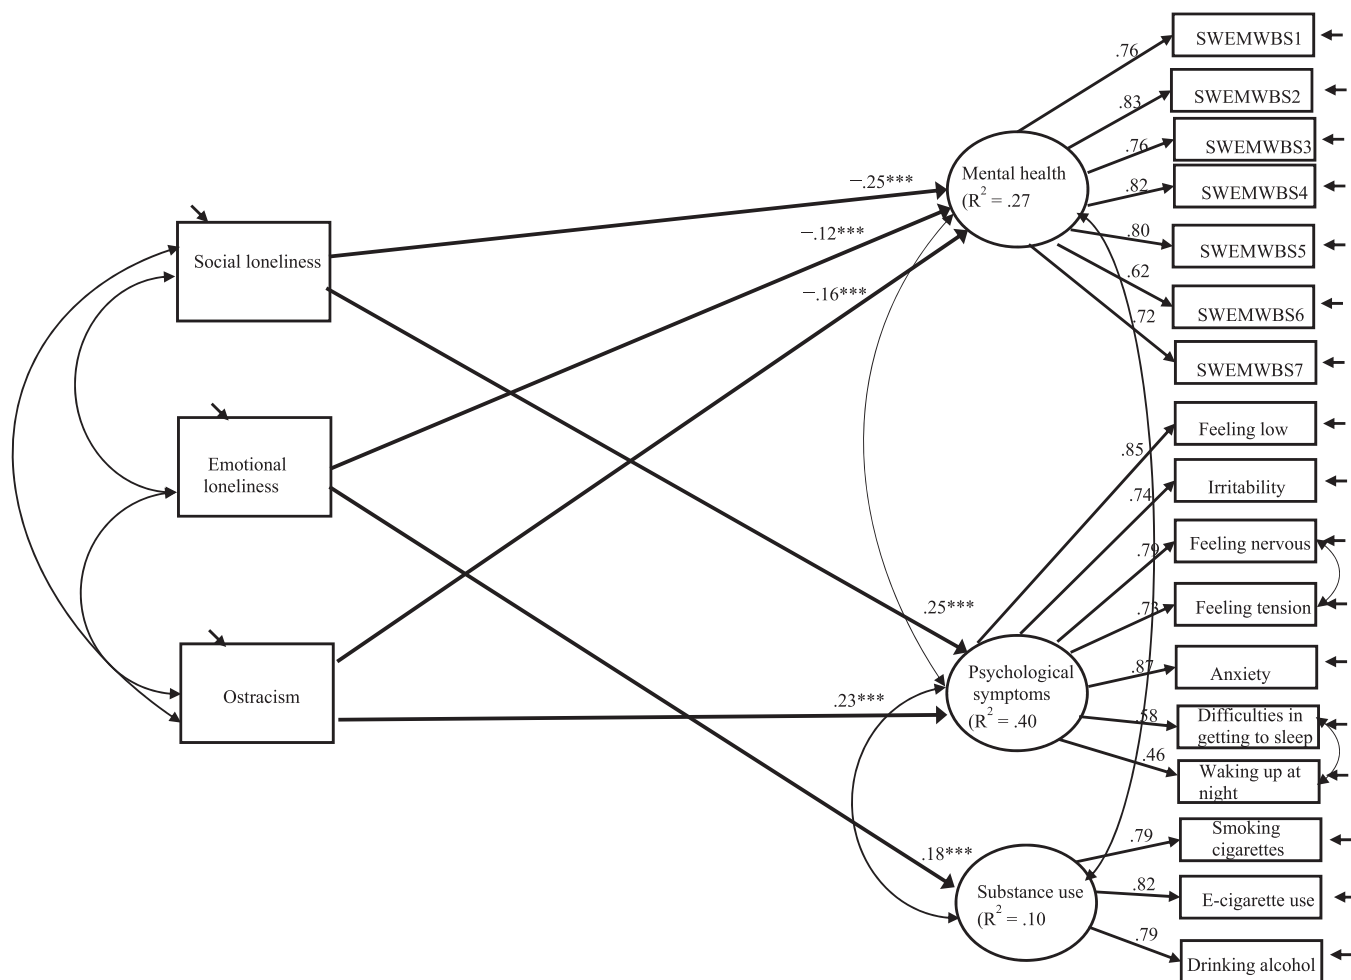 SWEMWBS1
.76
SWEMWBS2
.83
SWEMWBS3
.76
Mental health
(R2 = .27
−.25***
SWEMWBS4
.82
−.12***
.80
SWEMWBS5
Social loneliness
.62
−.16***
SWEMWBS6
.72
SWEMWBS7
Feeling low
.85
Emotional
loneliness
Irritability
.74
Feeling nervous
.79
.25***
.73
Feeling tension
Psychological
symptoms
(R2 = .40
.87
Anxiety
Ostracism
.23***
.58
Difficulties in
getting to sleep
.46
Waking up at
night
Smoking
cigarettes
.79
.18***
Substance use
(R2 = .10
.82
E-cigarette use
.79
Drinking alcohol